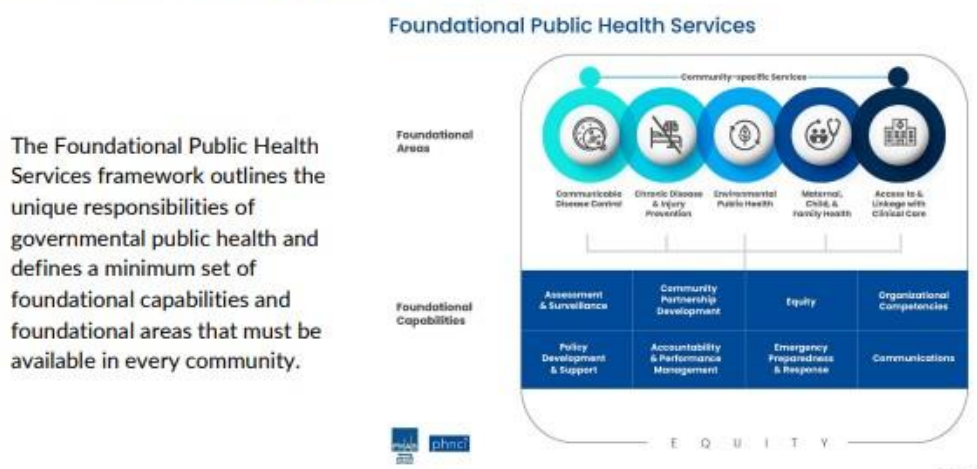 Foundational Public Health Services
The Foundational Public Health
Services framework outlines the
unique responsibilities of
governmental public health and
defines a minimum set of
foundational capabilities and
foundational areas that must be
available in every community.
Community-specific Services
Foundational
Areas
Communicable
Disease Control
Chronic Disease
& Injury
Prevention
Environmental
Public Health
Maternal,
Child, &
Family Health
Access to &
Linkage with
Clinical Care
Foundational
Capabilities
Assessment
& Surveillance
Community
Partnership
Development
Equity
Organizational
Competencies
Policy
Development
& Support
Accountability
& Performance
Management
Emergency
Preparedness
& Response
Communications
EQUITY
PHAB
phnci